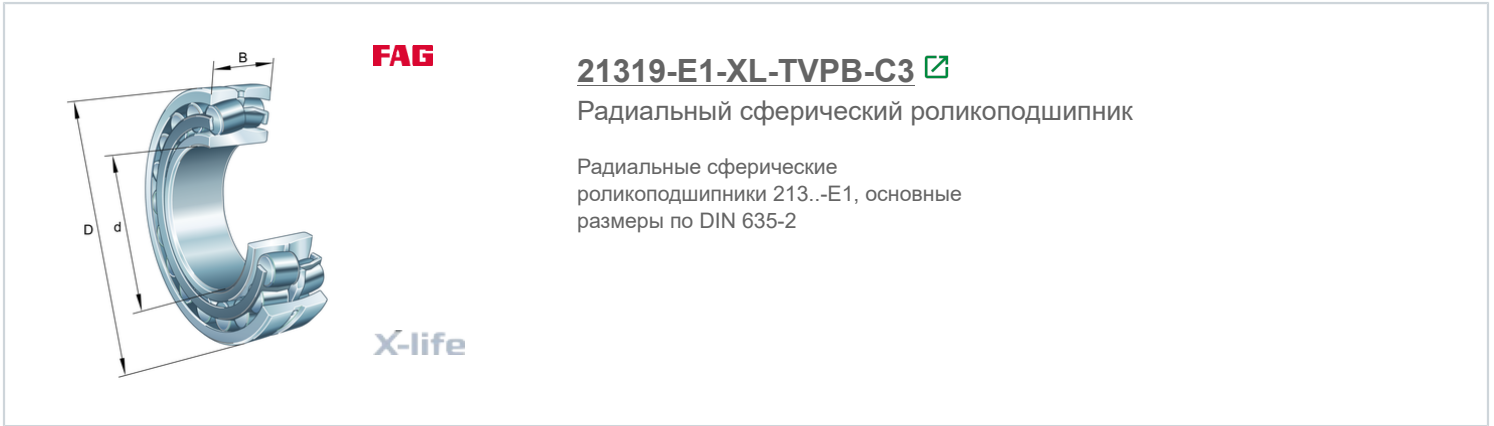 FAG
B
D
d
X-life
21319-E1-XL-TVPB-C3
Радиальный сферический роликоподшипник
Радиальные сферические
роликоподшипники 213..-E1, основные
размеры по DIN 635-2